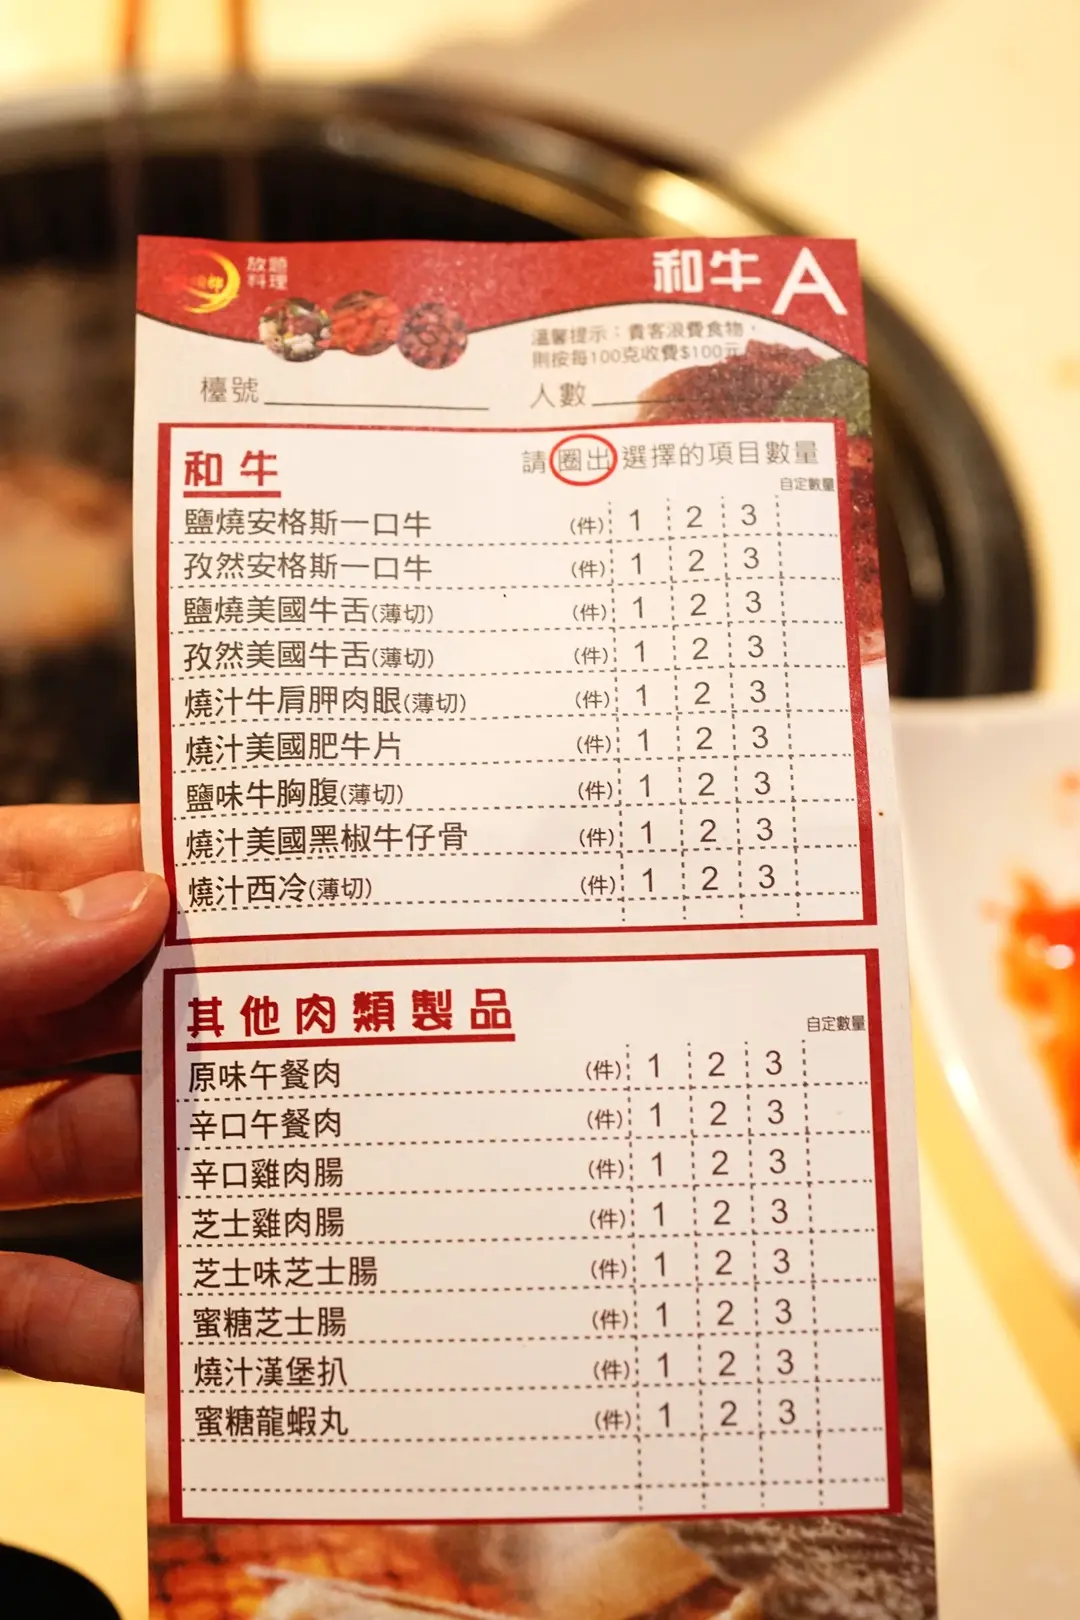 放題
料理
和牛 A
溫馨提示：貴客浪費食物，
則按每100克收費$100元
檯號 人數
和牛 請圈出選擇的項目數量
自定數量
鹽燒安格斯一口牛 (件) 1 2 3
孜然安格斯一口牛 (件) 1 2 3
鹽燒美國牛舌(薄切) (件) 1 2 3
孜然美國牛舌(薄切) (件) 1 2 3
燒汁牛肩胛肉眼(薄切) (件) 1 2 3
燒汁美國肥牛片 (件) 1 2 3
鹽味牛胸腹(薄切) (件) 1 2 3
燒汁美國黑椒牛仔骨 (件) 1 2 3
燒汁西冷(薄切) (件) 1 2 3
其他肉類製品
自定數量
原味午餐肉 (件) 1 2 3
辛口午餐肉 (件) 1 2 3
辛口雞肉腸 (件) 1 2 3
芝士雞肉腸 (件) 1 2 3
芝士味芝士腸 (件) 1 2 3
蜜糖芝士腸 (件) 1 2 3
燒汁漢堡扒 (件) 1 2 3
蜜糖龍蝦丸 (件) 1 2 3